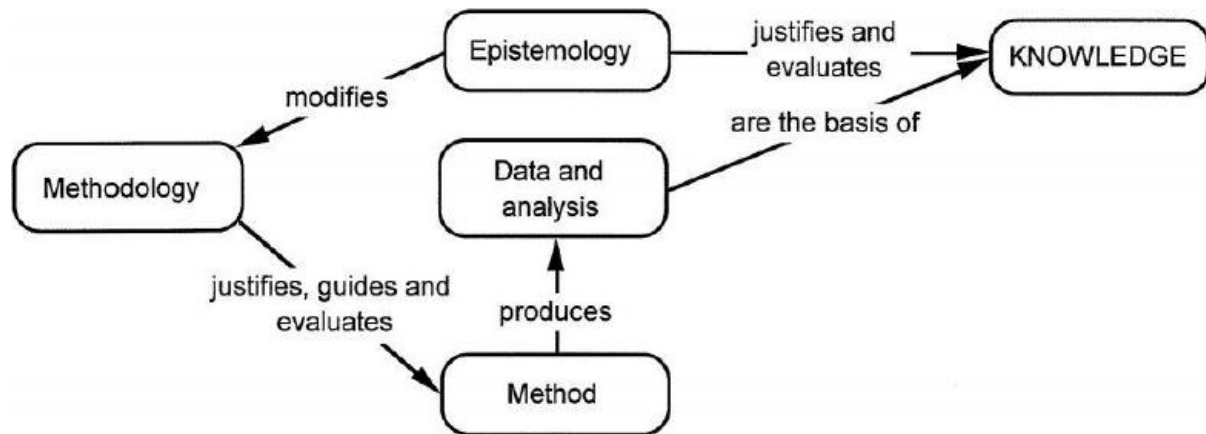 Epistemology
justifies and
evaluates
KNOWLEDGE
modifies
are the basis of
Methodology
Data and
analysis
justifies, guides and
evaluates
produces
Method